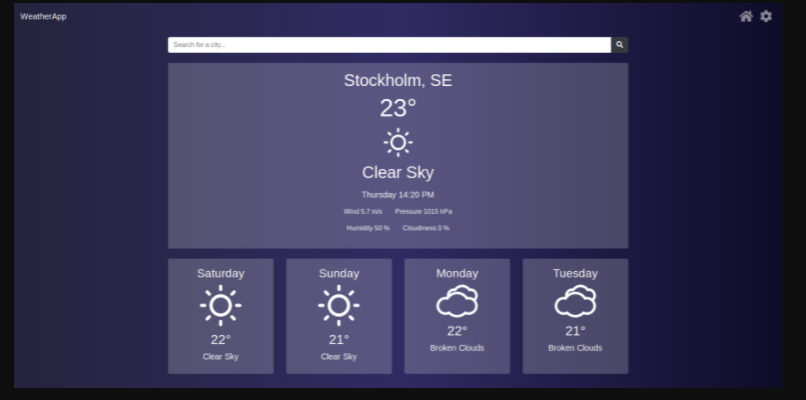 WeatherApp
Search for a city...
Stockholm, SE
23°
Clear Sky
Thursday 14:20 PM
Wind 5.7 m/s Pressure 1015 hPa
Humidity 50 % Cloudiness 0 %
Saturday
22°
Clear Sky
Sunday
21°
Clear Sky
Monday
22°
Broken Clouds
Tuesday
21°
Broken Clouds